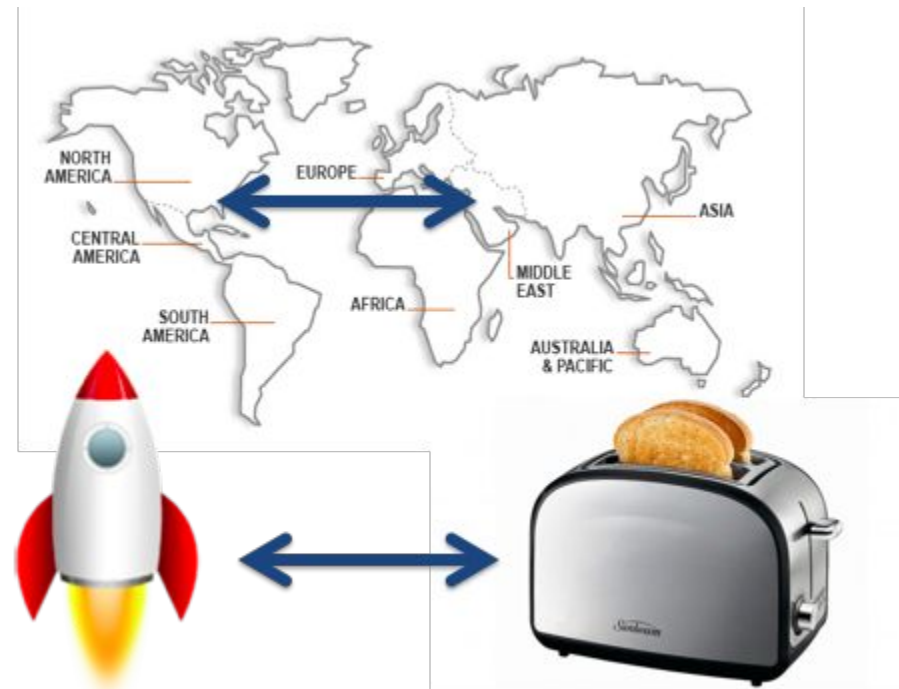 NORTH
AMERICA
EUROPE
ASIA
CENTRAL
AMERICA
MIDDLE
EAST
AFRICA
SOUTH
AMERICA
AUSTRALIA
& PACIFIC
Sunbeam